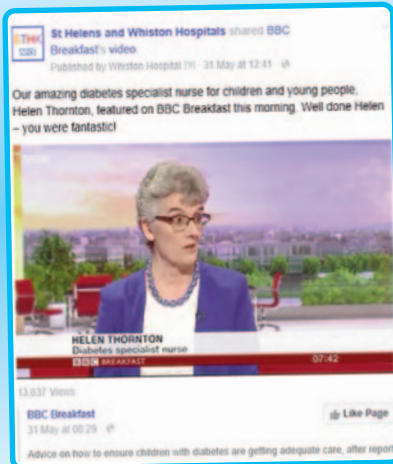 STHK
NHS
St Helens and Whiston Hospitals shared BBC
Breakfast's video.
Published by Whiston Hospital [?] · 31 May at 12:41
Our amazing diabetes specialist nurse for children and young people,
Helen Thornton, featured on BBC Breakfast this morning. Well done Helen
– you were fantastic!
HELEN THORNTON
Diabetes specialist nurse
BBC BREAKFAST 07:42
13,037 Views
BBC Breakfast
Like Page
31 May at 08:29
Advice on how to ensure children with diabetes are getting adequate care, after report